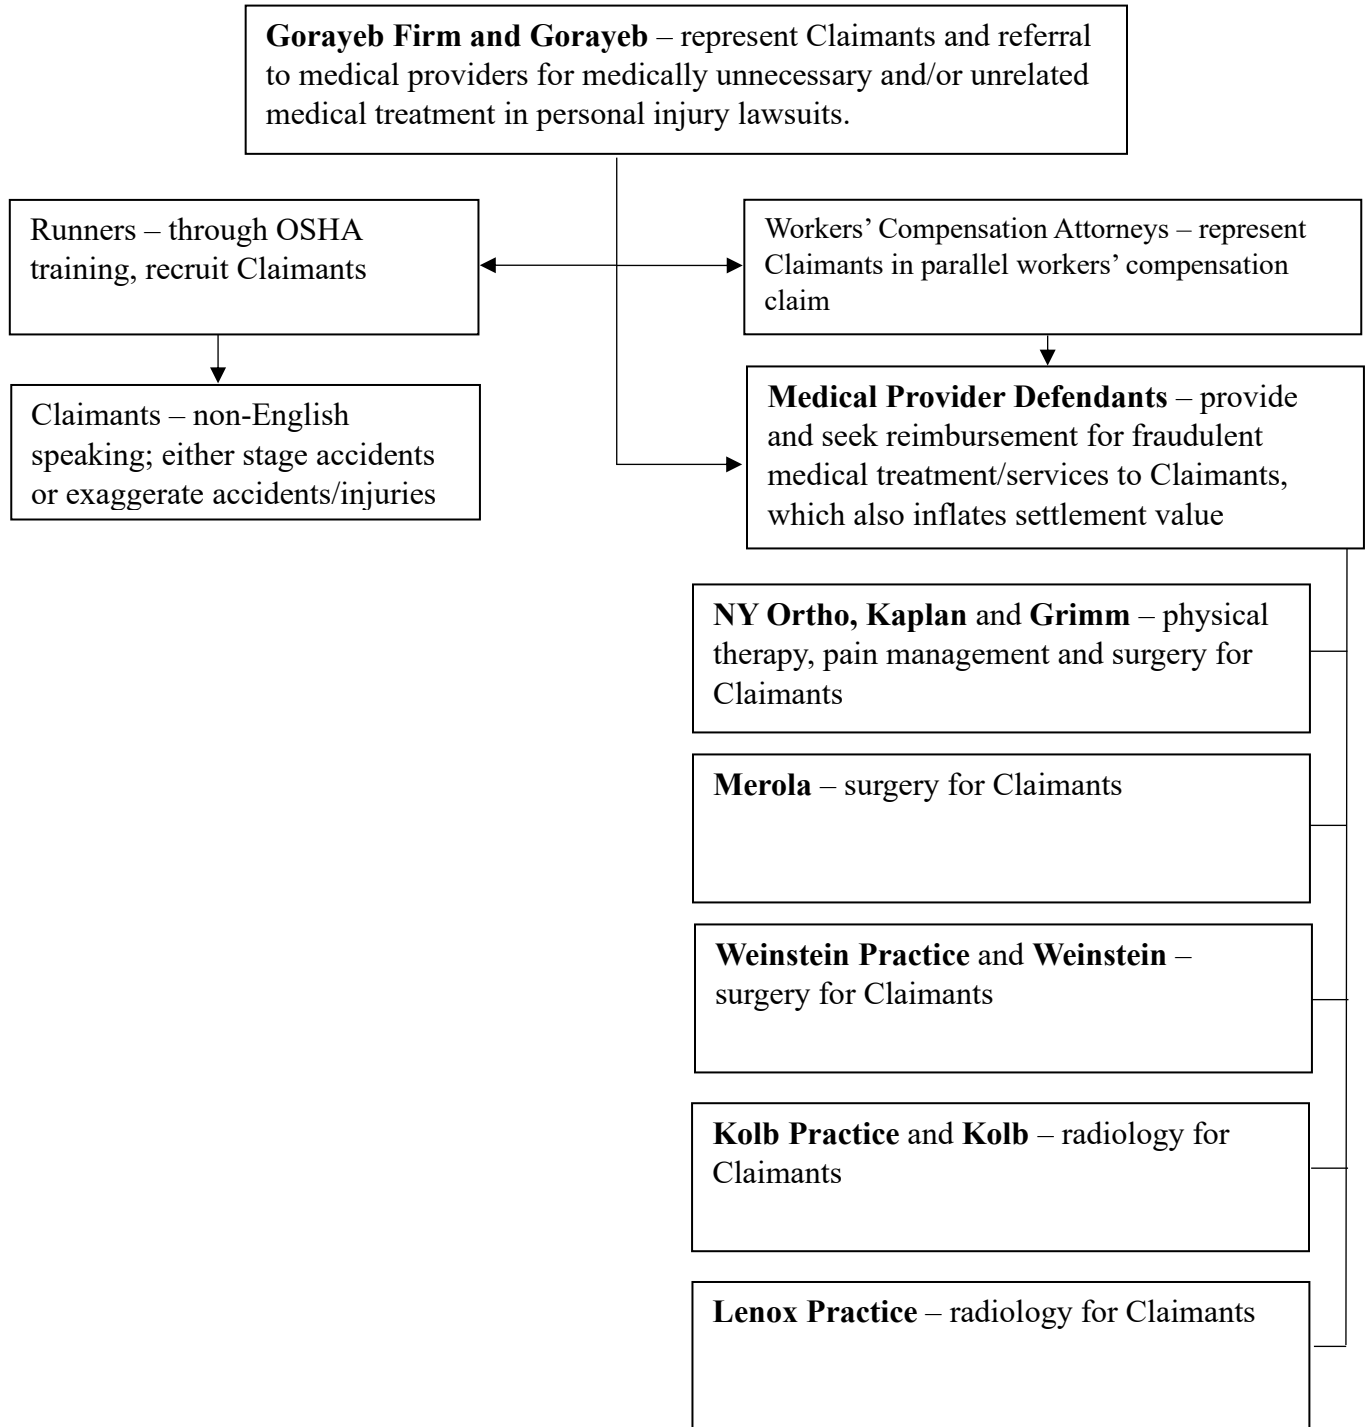 Gorayeb Firm and Gorayeb – represent Claimants and referral
to medical providers for medically unnecessary and/or unrelated
medical treatment in personal injury lawsuits.
Runners – through OSHA
training, recruit Claimants
Workers’ Compensation Attorneys – represent
Claimants in parallel workers’ compensation
claim
Claimants – non-English
speaking; either stage accidents
or exaggerate accidents/injuries
Medical Provider Defendants – provide
and seek reimbursement for fraudulent
medical treatment/services to Claimants,
which also inflates settlement value
NY Ortho, Kaplan and Grimm – physical
therapy, pain management and surgery for
Claimants
Merola – surgery for Claimants
Weinstein Practice and Weinstein –
surgery for Claimants
Kolb Practice and Kolb – radiology for
Claimants
Lenox Practice – radiology for Claimants